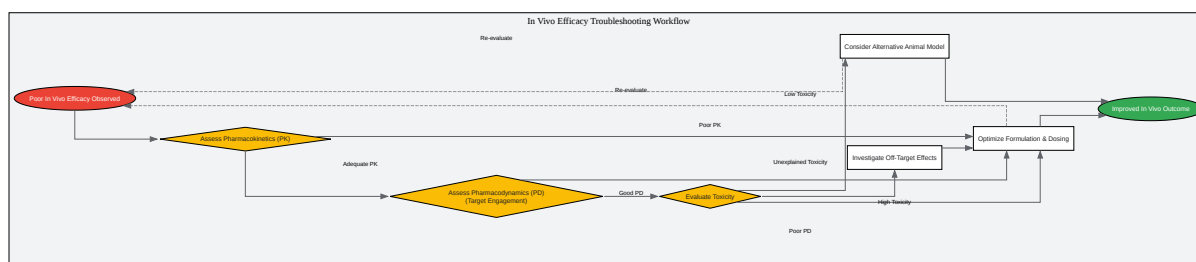 In Vivo Efficacy Troubleshooting Workflow
Re-evaluate
Consider Alternative Animal Model
Re-evaluate
Low Toxicity
Poor In Vivo Efficacy Observed
Improved In Vivo Outcome
Poor PK
Assess Pharmacokinetics (PK)
Optimize Formulation & Dosing
Adequate PK
Unexplained Toxicity
Investigate Off-Target Effects
Assess Pharmacodynamics (PD)
(Target Engagement)
Good PD
Evaluate Toxicity
High Toxicity
Poor PD